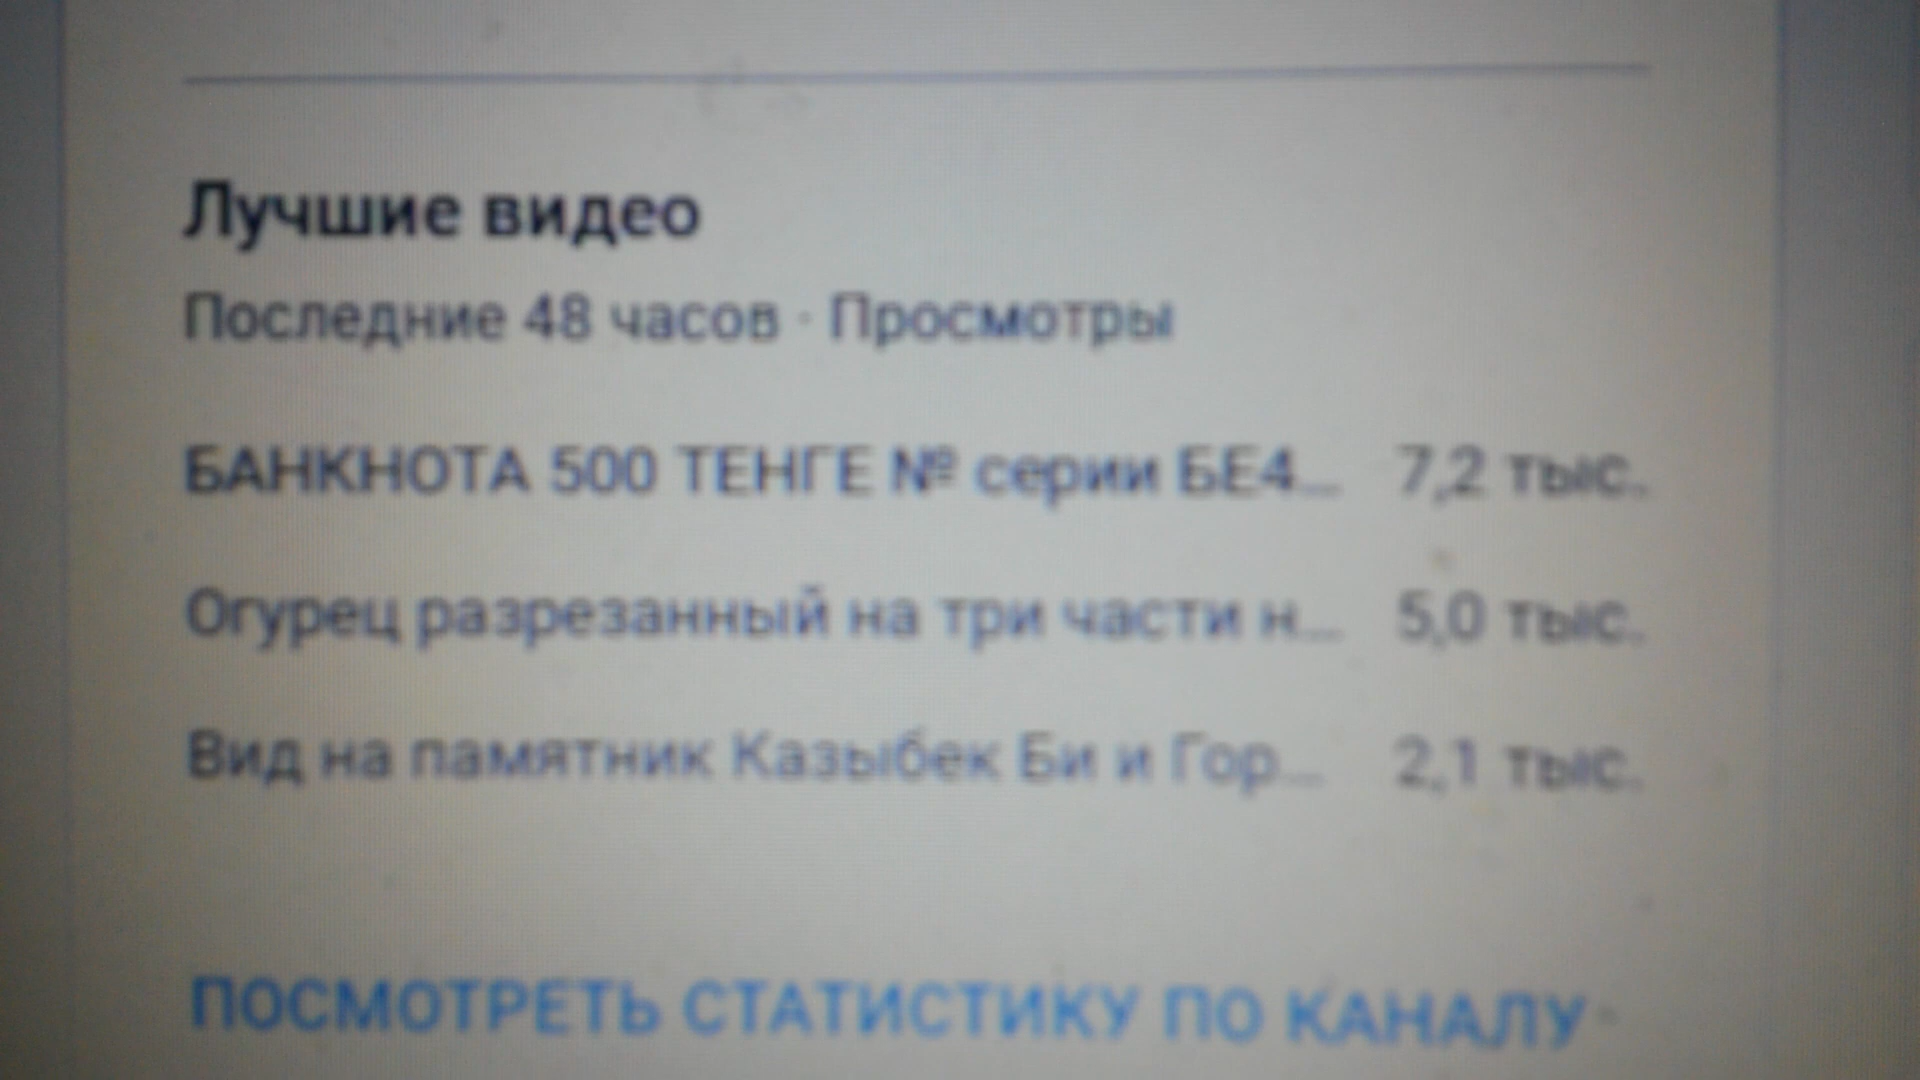 Лучшие видео
Последние 48 часов · Просмотры
БАНКНОТА 500 ТЕНГЕ № серии БЕ4... 7,2 тыс.
Огурец разрезанный на три части н... 5,0 тыс.
Вид на памятник Казыбек Би и Гор... 2,1 тыс.
ПОСМОТРЕТЬ СТАТИСТИКУ ПО КАНАЛУ